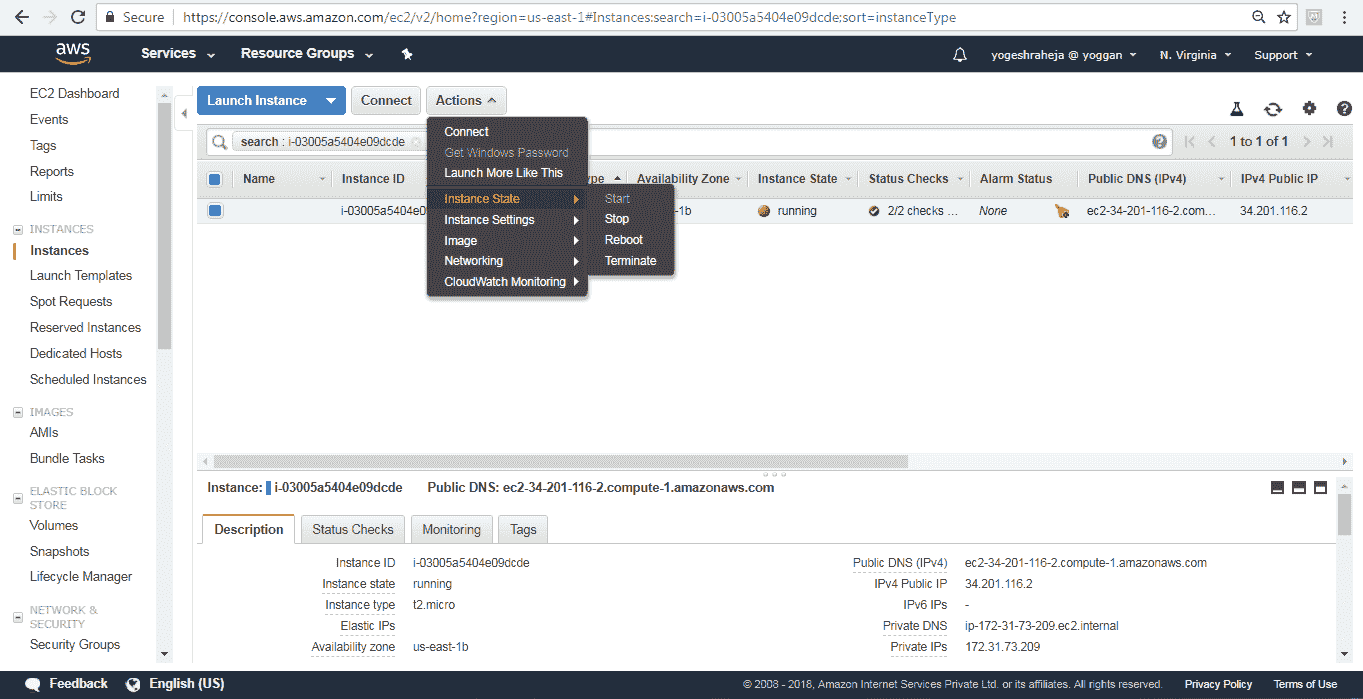 Secure https://console.aws.amazon.com/ec2/v2/home?region=us-east-1#Instances:search=i-03005a5404e09dcde;sort=instanceType
aws Services Resource Groups yogeshraheja @ yoggan N. Virginia Support
EC2 Dashboard
Events
Tags
Reports
Limits
INSTANCES
Instances
Launch Templates
Spot Requests
Reserved Instances
Dedicated Hosts
Scheduled Instances
IMAGES
AMIs
Bundle Tasks
ELASTIC BLOCK
STORE
Volumes
Snapshots
Lifecycle Manager
NETWORK &
SECURITY
Security Groups
Launch Instance Connect Actions
search : i-03005a5404e09dcde 1 to 1 of 1
Connect
Get Windows Password
Launch More Like This
Instance State
Instance Settings
Image
Networking
CloudWatch Monitoring
Start
Stop
Reboot
Terminate
Name Instance ID ype Availability Zone Instance State Status Checks Alarm Status Public DNS (IPv4) IPv4 Public IP
i-03005a5404e0 -1b running 2/2 checks ... None ec2-34-201-116-2.com... 34.201.116.2
Instance: i-03005a5404e09dcde Public DNS: ec2-34-201-116-2.compute-1.amazonaws.com
Description Status Checks Monitoring Tags
Instance ID i-03005a5404e09dcde Public DNS (IPv4) ec2-34-201-116-2.compute-1.amazonaws.com
Instance state running IPv4 Public IP 34.201.116.2
Instance type t2.micro IPv6 IPs -
Elastic IPs Private DNS ip-172-31-73-209.ec2.internal
Availability zone us-east-1b Private IPs 172.31.73.209
Feedback English (US) © 2008 - 2018, Amazon Internet Services Private Ltd. or its affiliates. All rights reserved. Privacy Policy Terms of Use